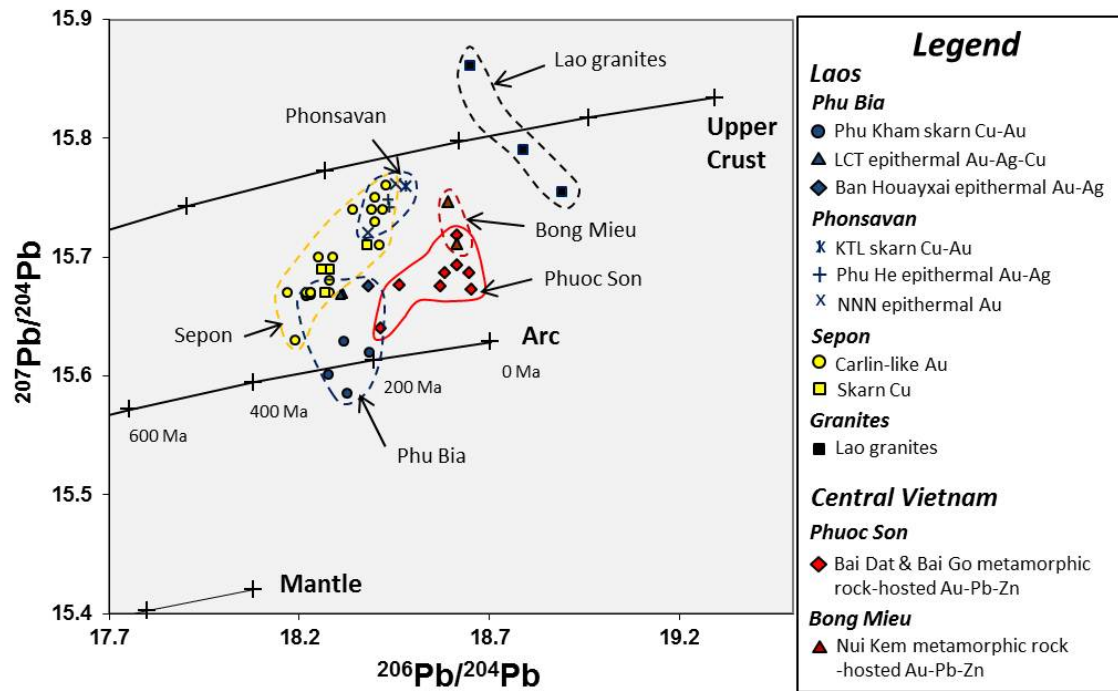 15.9
15.8
15.7
15.6
15.5
15.4
17.7
18.2
18.7
19.2
207Pb/204Pb
206Pb/204Pb
Lao granites
Phonsavan
Upper
Crust
Bong Mieu
Phuoc Son
Sepon
Arc
0 Ma
200 Ma
400 Ma
600 Ma
Phu Bia
Mantle
Legend
Laos
Phu Bia
Phu Kham skarn Cu-Au
LCT epithermal Au-Ag-Cu
Ban Houayxai epithermal Au-Ag
Phonsavan
KTL skarn Cu-Au
Phu He epithermal Au-Ag
NNN epithermal Au
Sepon
Carlin-like Au
Skarn Cu
Granites
Lao granites
Central Vietnam
Phuoc Son
Bai Dat & Bai Go metamorphic
rock-hosted Au-Pb-Zn
Bong Mieu
Nui Kem metamorphic rock
-hosted Au-Pb-Zn